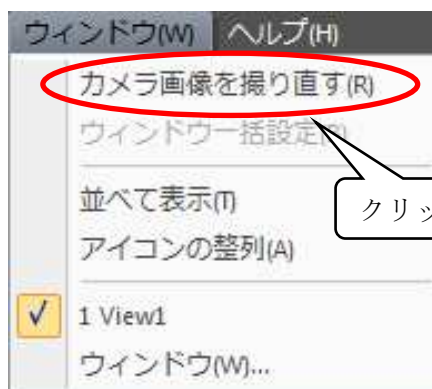 ウィンドウ(W) ヘルプ(H)
カメラ画像を撮り直す(R)
ウィンドウ一括設定
並べて表示(T)
クリッ
アイコンの整列(A)
1 View1
ウィンドウ(W)...